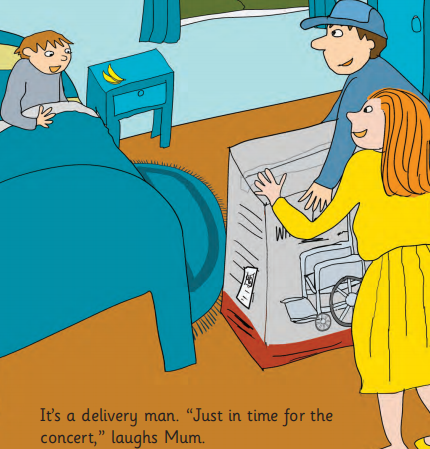 It's a delivery man. "Just in time for the
concert," laughs Mum.